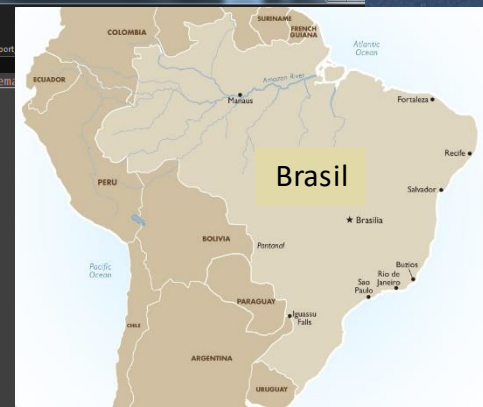 SURINAME
COLOMBIA
FRENCH
GUIANA
Atlantic
Ocean
ECUADOR
Amazon River
Manaus
Fortaleza
Recife
PERU
Brasil
Salvador
Brasilia
BOLIVIA
Pantanal
Pacific
Ocean
Buzios
Rio de
Janeiro
Sao
Paulo
PARAGUAY
Iguassu
Falls
CHILE
ARGENTINA
URUGUAY